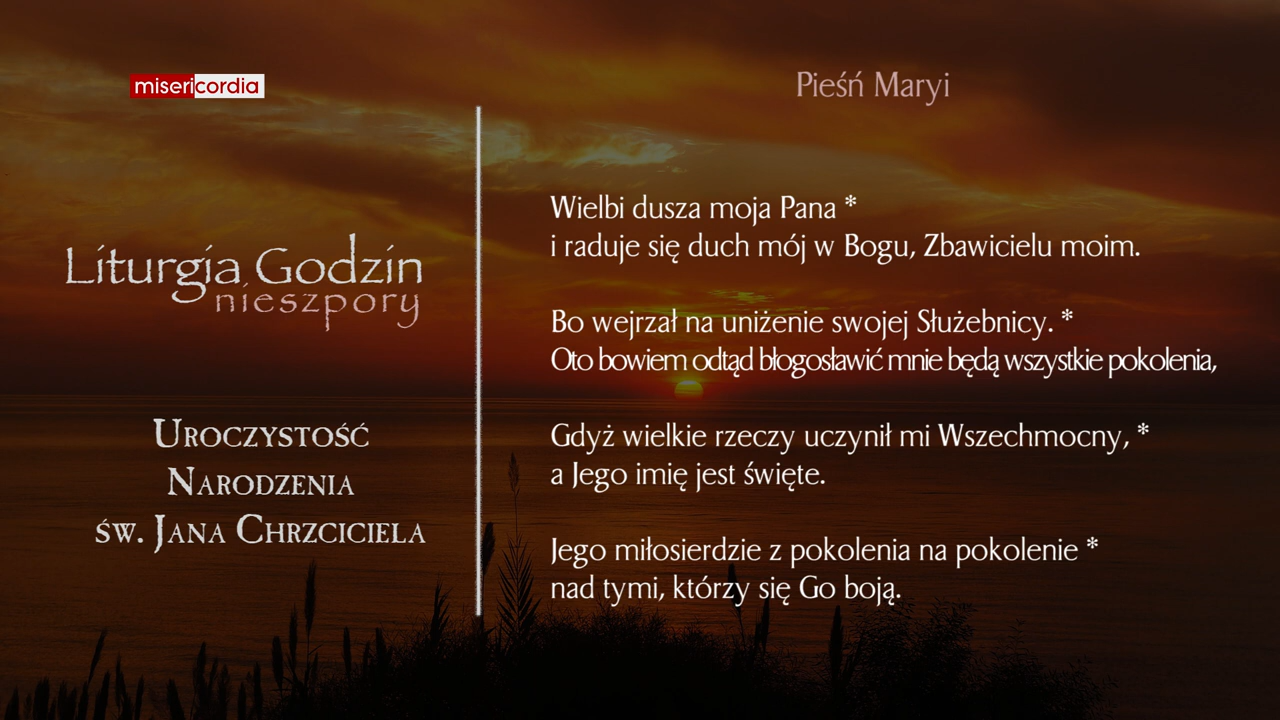 misericordia
Liturgia Godzin
nieszpory
Uroczystość
Narodzenia
św. Jana Chrzciciela
Pieśń Maryi
Wielbi dusza moja Pana *
i raduje się duch mój w Bogu, Zbawicielu moim.
Bo wejrzał na uniżenie swojej Służebnicy. *
Oto bowiem odtąd błogosławić mnie będą wszystkie pokolenia,
Gdyż wielkie rzeczy uczynił mi Wszechmocny, *
a Jego imię jest święte.
Jego miłosierdzie z pokolenia na pokolenie *
nad tymi, którzy się Go boją.